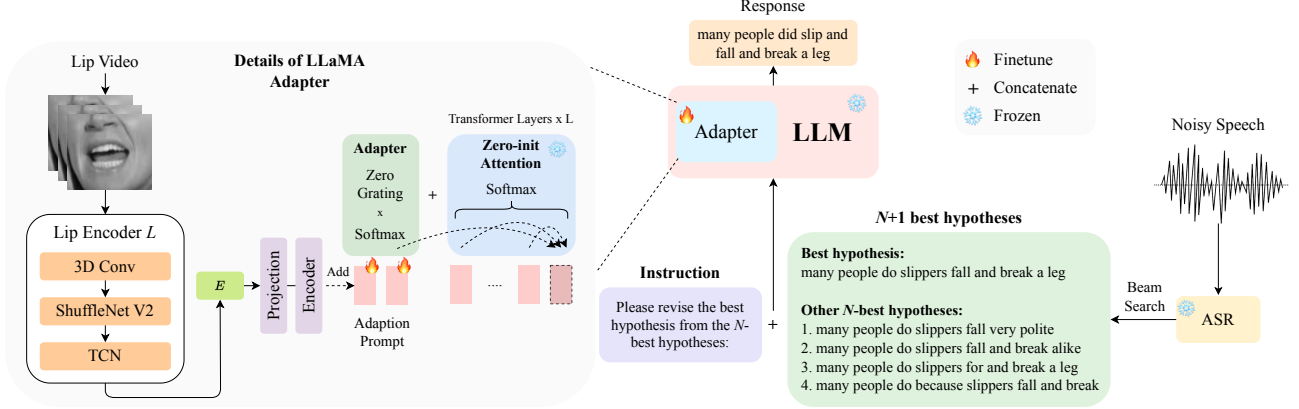 Lip Video
Details of LLaMA
Adapter
Lip Encoder L
3D Conv
ShuffleNet V2
TCN
E
Projection
Encoder
Add
Adaption
Prompt
Adapter
Zero
Grating
x
Softmax
+
Transformer Layers x L
Zero-init
Attention
Softmax
....
Response
many people did slip and
fall and break a leg
Adapter
LLM
Finetune
+ Concatenate
Frozen
Instruction
Please revise the best
hypothesis from the N-
best hypotheses:
+
N+1 best hypotheses
Best hypothesis:
many people do slippers fall and break a leg
Other N-best hypotheses:
1. many people do slippers fall very polite
2. many people do slippers fall and break alike
3. many people do slippers for and break a leg
4. many people do because slippers fall and break
Noisy Speech
Beam
Search
ASR